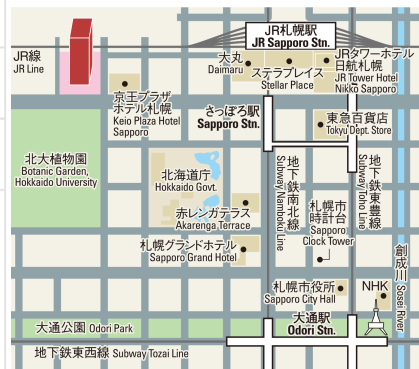 JR札幌駅
JR Sapporo Stn.
JR線
JR Line
大丸
Daimaru
ステラプレイス
Stellar Place
JRタワーホテル
日航札幌
JR Tower Hotel
Nikko Sapporo
京王プラザ
ホテル札幌
Keio Plaza Hotel
Sapporo
さっぽろ駅
Sapporo Stn.
東急百貨店
Tokyu Dept. Store
北大植物園
Botanic Garden,
Hokkaido University
北海道庁
Hokkaido Govt.
地下鉄南北線
Subway Namboku Line
地下鉄東豊線
Subway Toho Line
赤レンガテラス
Akarenga Terrace
札幌市
時計台
Sapporo
Clock Tower
札幌グランドホテル
Sapporo Grand Hotel
創成川
Sosei River
札幌市役所
Sapporo City Hall
NHK
大通公園 Odori Park
大通駅
Odori Stn.
地下鉄東西線 Subway Tozai Line